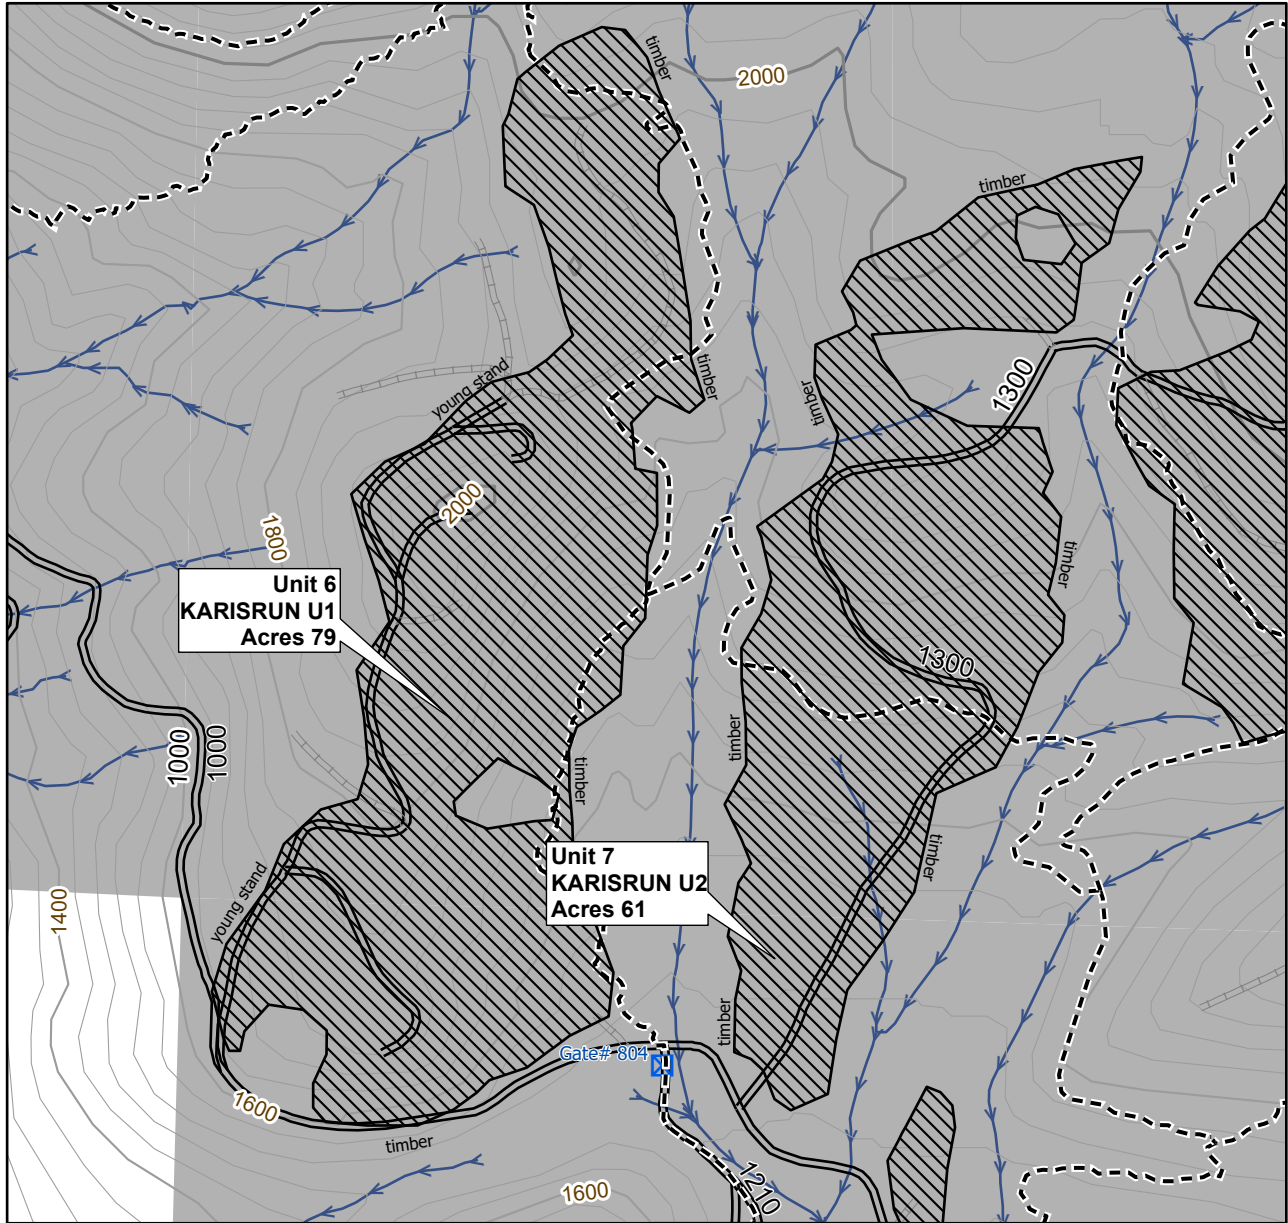 timber
2000
timber
1300
young stand
timber
timber
2000
1800
timber
Unit 6
KARISRUN U1
Acres 79
1300
timber
1000
1000
timber
Unit 7
KARISRUN U2
Acres 61
timber
young stand
1400
timber
Gate# 804
1600
timber
1600
1210